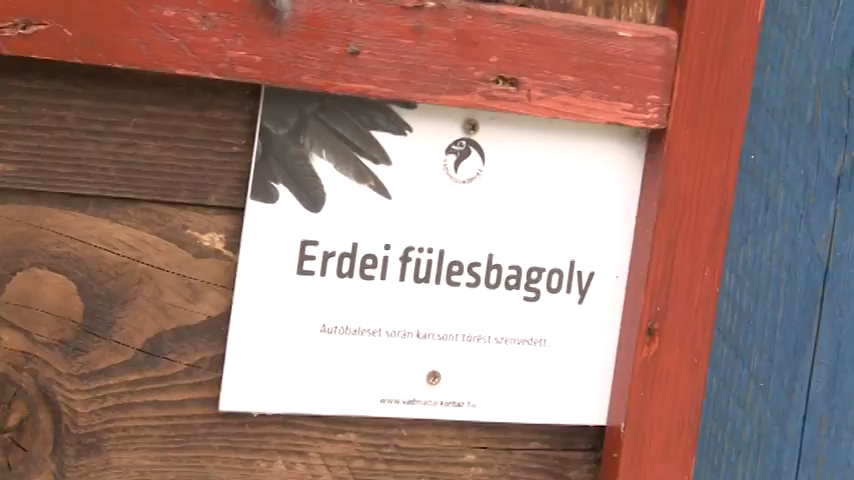 Erdei fülesbagoly
Autóbaleset során karcsont törést szenvedett.
www.vadmadarkorhaz.hu